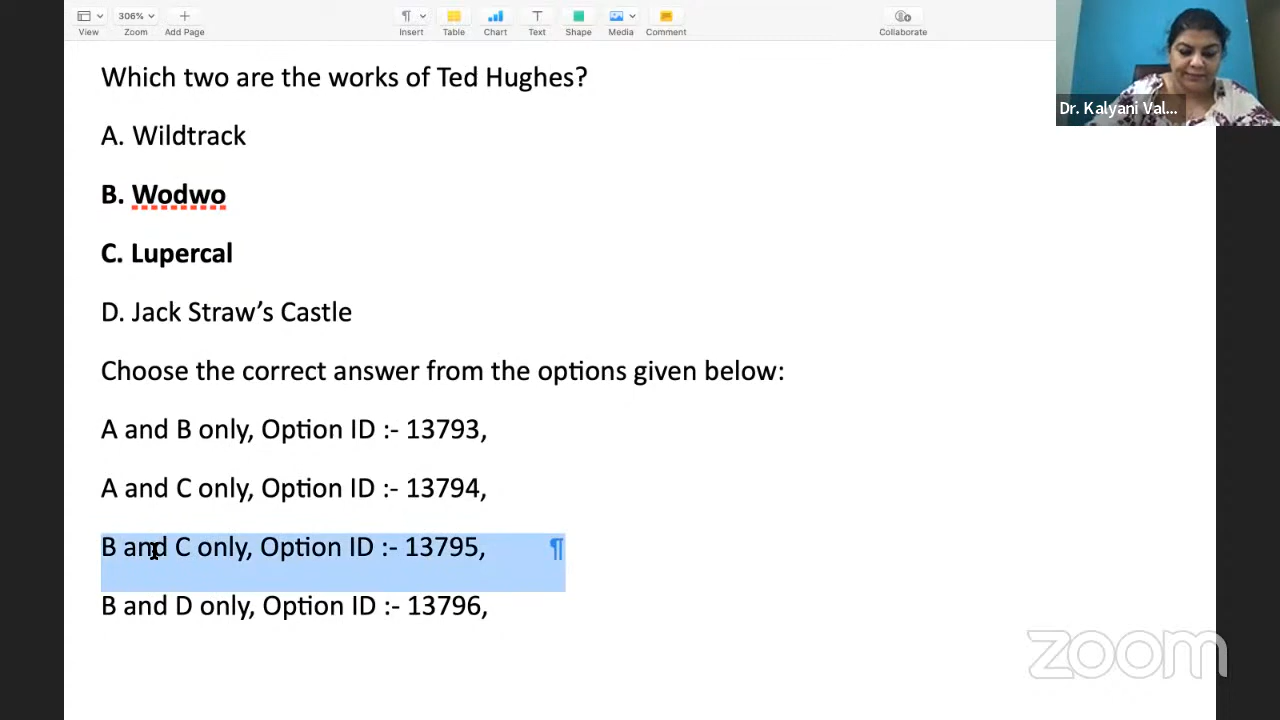 View
306%
Zoom
Add Page
Insert
Table
Chart
Text
Shape
Media
Comment
Collaborate
Dr. Kalyani Val...
Which two are the works of Ted Hughes?
A. Wildtrack
B. Wodwo
C. Lupercal
D. Jack Straw’s Castle
Choose the correct answer from the options given below:
A and B only, Option ID :- 13793,
A and C only, Option ID :- 13794,
B and C only, Option ID :- 13795, ¶
B and D only, Option ID :- 13796,
zoom